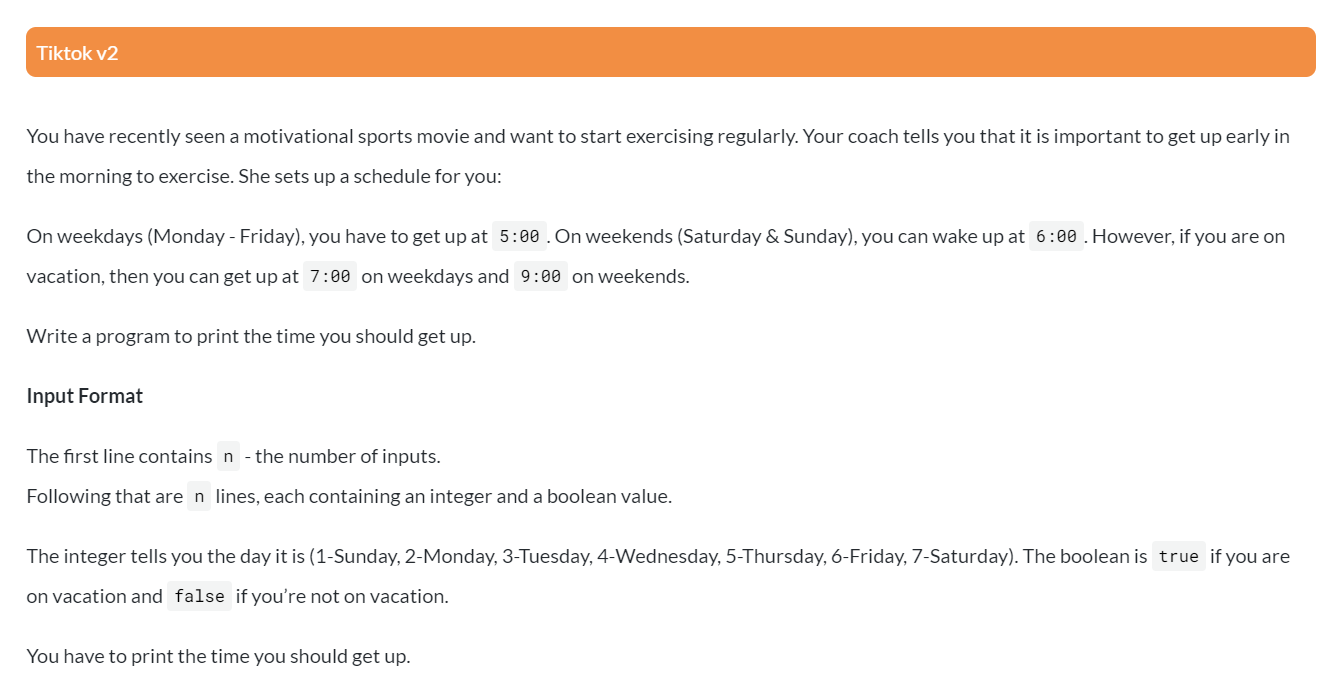 Tiktok v2
You have recently seen a motivational sports movie and want to start exercising regularly. Your coach tells you that it is important to get up early in
the morning to exercise. She sets up a schedule for you:
On weekdays (Monday - Friday), you have to get up at 5:00 . On weekends (Saturday & Sunday), you can wake up at 6:00 . However, if you are on
vacation, then you can get up at 7:00 on weekdays and 9:00 on weekends.
Write a program to print the time you should get up.
Input Format
The first line contains n - the number of inputs.
Following that are n lines, each containing an integer and a boolean value.
The integer tells you the day it is (1-Sunday, 2-Monday, 3-Tuesday, 4-Wednesday, 5-Thursday, 6-Friday, 7-Saturday). The boolean is true if you are
on vacation and false if you’re not on vacation.
You have to print the time you should get up.